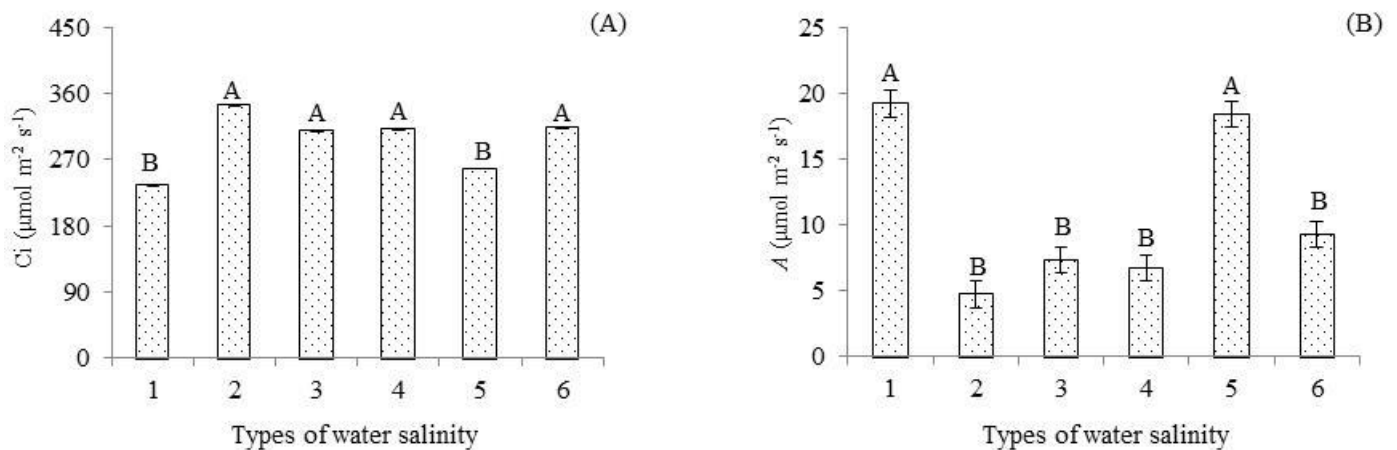 (A)
450
360
270
180
90
0
Ci (µmol m⁻² s⁻¹)
B
A
A
A
B
A
1
2
3
4
5
6
Types of water salinity
(B)
25
20
15
10
5
0
A (µmol m⁻² s⁻¹)
A
B
B
B
A
B
1
2
3
4
5
6
Types of water salinity